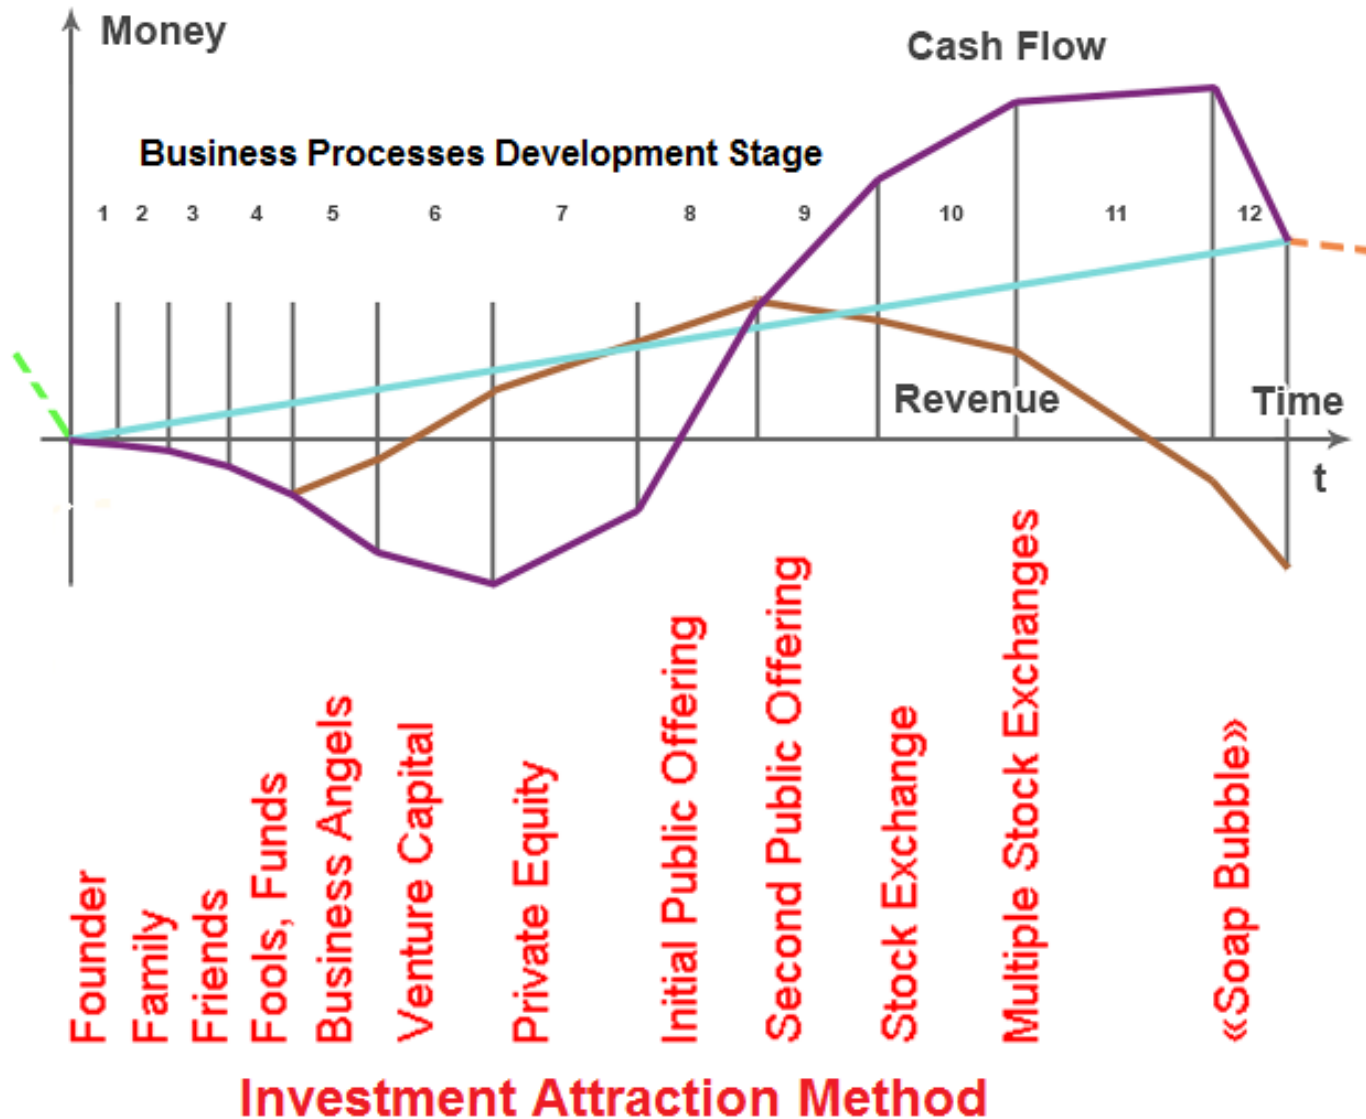 Money
Cash Flow
Business Processes Development Stage
1 2 3 4 5 6 7 8 9 10 11 12
Revenue
Time
t
Founder
Family
Friends
Fools, Funds
Business Angels
Venture Capital
Private Equity
Initial Public Offering
Second Public Offering
Stock Exchange
Multiple Stock Exchanges
«Soap Bubble»
Investment Attraction Method